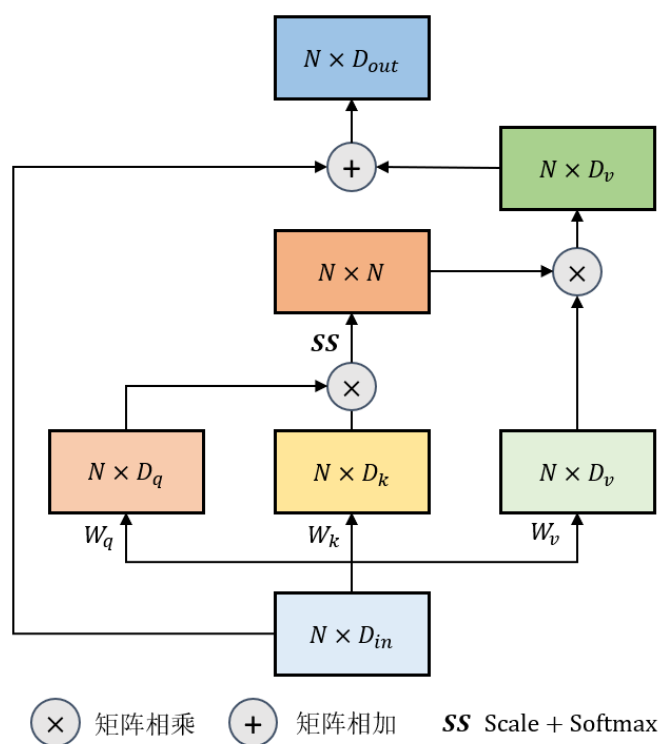 N × D_out
+
N × D_v
N × N
×
SS
×
N × D_q
N × D_k
N × D_v
W_q
W_k
W_v
N × D_in
× 矩阵相乘 + 矩阵相加 SS Scale + Softmax